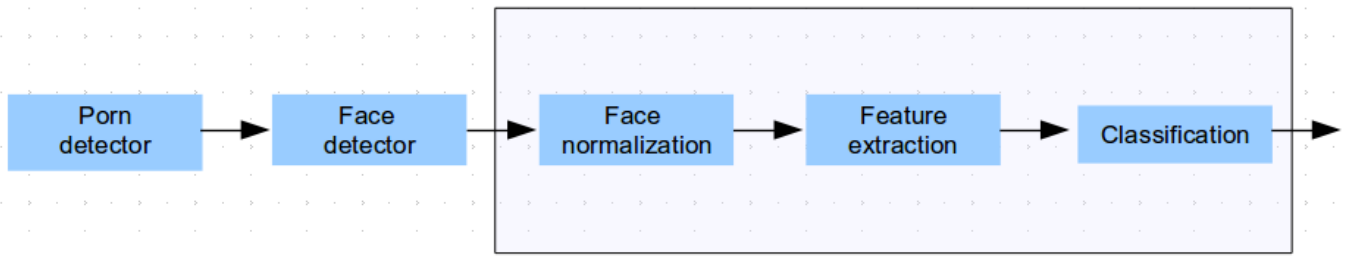 Porn
detector
Face
detector
Face
normalization
Feature
extraction
Classification